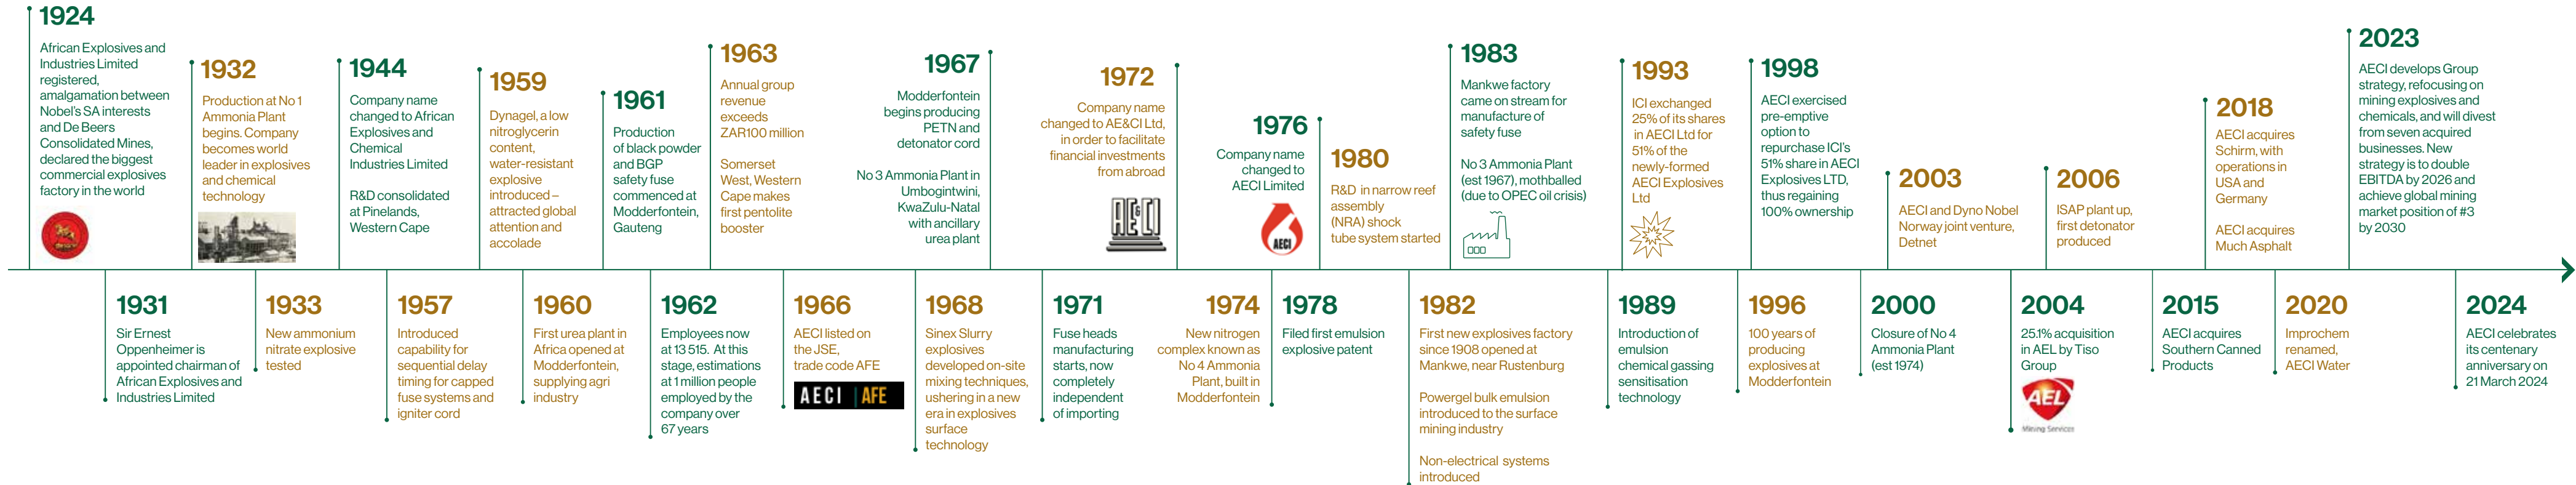 1924
African Explosives and
Industries Limited
registered,
amalgamation between
Nobel's SA interests
and De Beers
Consolidated Mines,
declared the biggest
commercial explosives
factory in the world
1931
Sir Ernest
Oppenheimer is
appointed chairman of
African Explosives and
Industries Limited
1932
Production at No 1
Ammonia Plant
begins. Company
becomes world
leader in explosives
and chemical
technology
1933
New ammonium
nitrate explosive
tested
1944
Company name
changed to African
Explosives and
Chemical
Industries Limited
R&D consolidated
at Pinelands,
Western Cape
1957
Introduced
capability for
sequential delay
timing for capped
fuse systems and
igniter cord
1959
Dynagel, a low
nitroglycerin
content,
water-resistant
explosive
introduced –
attracted global
attention and
accolade
1960
First urea plant in
Africa opened at
Modderfontein,
supplying agri
industry
1961
Production
of black powder
and BGP
safety fuse
commenced at
Modderfontein,
Gauteng
1962
Employees now
at 13 515. At this
stage, estimations
at 1 million people
employed by the
company over
67 years
1963
Annual group
revenue
exceeds
ZAR100 million
Somerset
West, Western
Cape makes
first pentolite
booster
1966
AECI listed on
the JSE,
trade code AFE
AECI AFE
1967
Modderfontein
begins producing
PETN and
detonator cord
No 3 Ammonia Plant in
Umbogintwini,
KwaZulu-Natal
with ancillary
urea plant
1968
Sinex Slurry
explosives
developed on-site
mixing techniques,
ushering in a new
era in explosives
surface
technology
1971
Fuse heads
manufacturing
starts, now
completely
independent
of importing
1972
Company name
changed to AE&CI Ltd,
in order to facilitate
financial investments
from abroad
AE&CI
1974
New nitrogen
complex known as
No 4 Ammonia
Plant, built in
Modderfontein
1976
Company name
changed to
AECI Limited
AECI
1978
Filed first emulsion
explosive patent
1980
R&D in narrow reef
assembly
(NRA) shock
tube system started
1982
First new explosives factory
since 1908 opened at
Mankwe, near Rustenburg
Powergel bulk emulsion
introduced to the surface
mining industry
Non-electrical systems
introduced
1983
Mankwe factory
came on stream for
manufacture of
safety fuse
No 3 Ammonia Plant
(est 1967), mothballed
(due to OPEC oil crisis)
1989
Introduction of
emulsion
chemical gassing
sensitisation
technology
1993
ICI exchanged
25% of its shares
in AECI Ltd for
51% of the
newly-formed
AECI Explosives
Ltd
1996
100 years of
producing
explosives at
Modderfontein
1998
AECI exercised
pre-emptive
option to
repurchase ICI's
51% share in AECI
Explosives LTD,
thus regaining
100% ownership
2000
Closure of No 4
Ammonia Plant
(est 1974)
2003
AECI and Dyno Nobel
Norway joint venture,
Detnet
2004
25.1% acquisition
in AEL by Tiso
Group
AEL
Mining Services
2006
ISAP plant up,
first detonator
produced
2015
AECI acquires
Southern Canned
Products
2018
AECI acquires
Schirm, with
operations in
USA and
Germany
AECI acquires
Much Asphalt
2020
Improchem
renamed,
AECI Water
2023
AECI develops Group
strategy, refocusing on
mining explosives and
chemicals, and will divest
from seven acquired
businesses. New
strategy is to double
EBITDA by 2026 and
achieve global mining
market position of #3
by 2030
2024
AECI celebrates
its centenary
anniversary on
21 March 2024